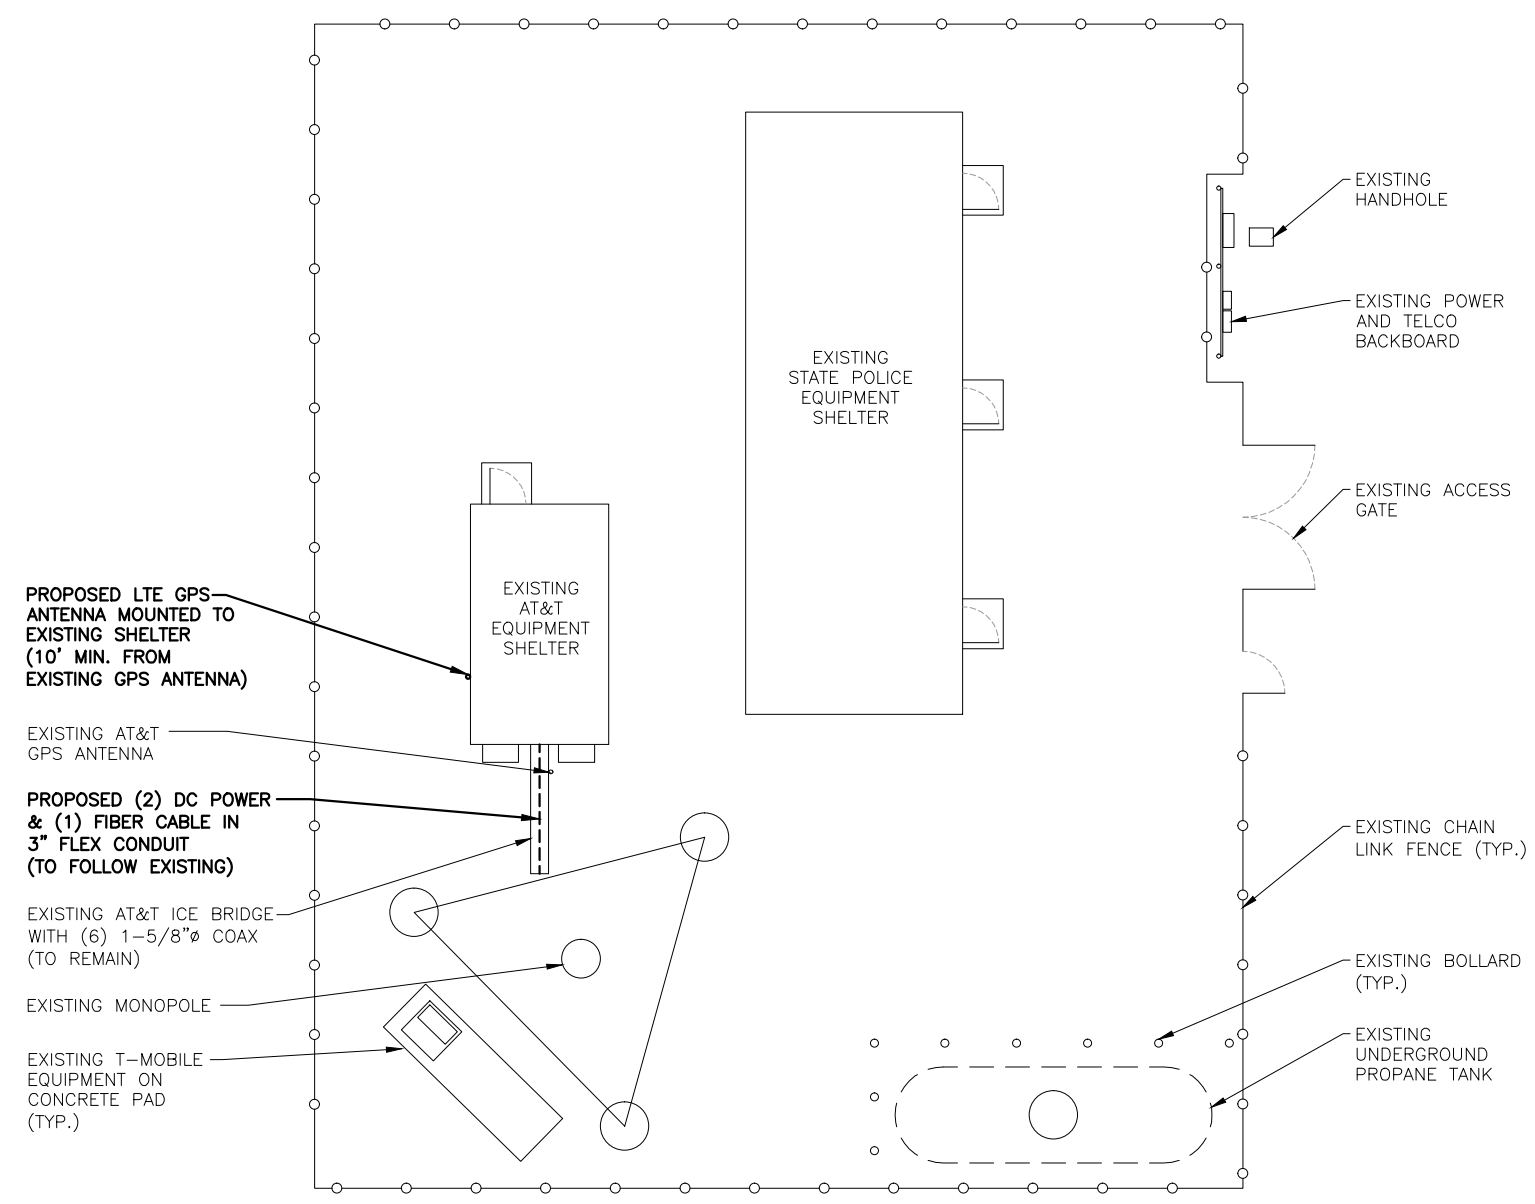 EXISTING
HANDHOLE
EXISTING POWER
AND TELCO
BACKBOARD
EXISTING
STATE POLICE
EQUIPMENT
SHELTER
EXISTING ACCESS
GATE
PROPOSED LTE GPS
ANTENNA MOUNTED TO
EXISTING SHELTER
(10' MIN. FROM
EXISTING GPS ANTENNA)
EXISTING
AT&T
EQUIPMENT
SHELTER
EXISTING AT&T
GPS ANTENNA
PROPOSED (2) DC POWER
& (1) FIBER CABLE IN
3" FLEX CONDUIT
(TO FOLLOW EXISTING)
EXISTING AT&T ICE BRIDGE
WITH (6) 1-5/8"ø COAX
(TO REMAIN)
EXISTING MONOPOLE
EXISTING T-MOBILE
EQUIPMENT ON
CONCRETE PAD
(TYP.)
EXISTING CHAIN
LINK FENCE (TYP.)
EXISTING BOLLARD
(TYP.)
EXISTING
UNDERGROUND
PROPANE TANK